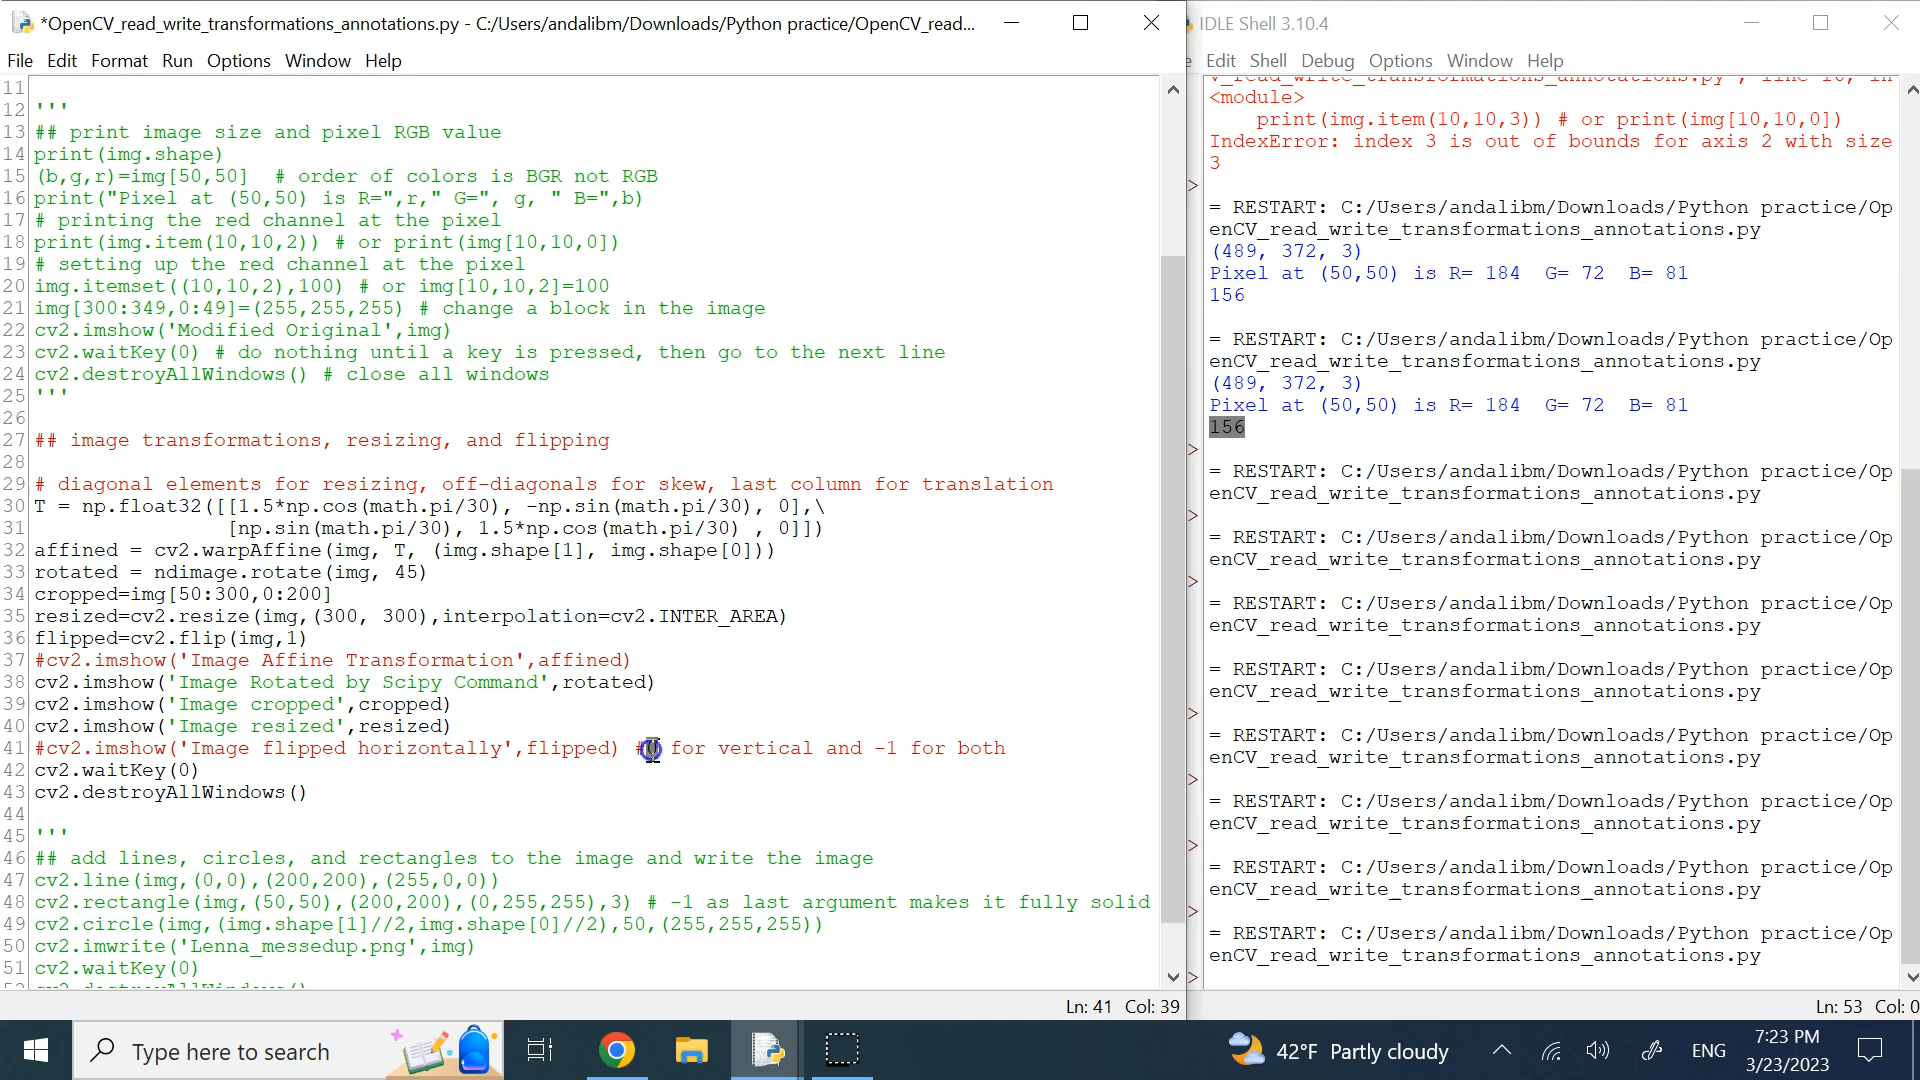 *OpenCV_read_write_transformations_annotations.py - C:/Users/andalibm/Downloads/Python practice/OpenCV_read...
File Edit Format Run Options Window Help
11
12 '''
13 ## print image size and pixel RGB value
14 print(img.shape)
15 (b,g,r)=img[50,50]  # order of colors is BGR not RGB
16 print("Pixel at (50,50) is R=",r," G=", g, " B=",b)
17 # printing the red channel at the pixel
18 print(img.item(10,10,2)) # or print(img[10,10,0])
19 # setting up the red channel at the pixel
20 img.itemset((10,10,2),100) # or img[10,10,2]=100
21 img[300:349,0:49]=(255,255,255) # change a block in the image
22 cv2.imshow('Modified Original',img)
23 cv2.waitKey(0) # do nothing until a key is pressed, then go to the next line
24 cv2.destroyAllWindows() # close all windows
25 '''
26
27 ## image transformations, resizing, and flipping
28
29 # diagonal elements for resizing, off-diagonals for skew, last column for translation
30 T = np.float32([[1.5*np.cos(math.pi/30), -np.sin(math.pi/30), 0],\
31 [np.sin(math.pi/30), 1.5*np.cos(math.pi/30) , 0]])
32 affined = cv2.warpAffine(img, T, (img.shape[1], img.shape[0]))
33 rotated = ndimage.rotate(img, 45)
34 cropped=img[50:300,0:200]
35 resized=cv2.resize(img,(300, 300),interpolation=cv2.INTER_AREA)
36 flipped=cv2.flip(img,1)
37 #cv2.imshow('Image Affine Transformation',affined)
38 cv2.imshow('Image Rotated by Scipy Command',rotated)
39 cv2.imshow('Image cropped',cropped)
40 cv2.imshow('Image resized',resized)
41 #cv2.imshow('Image flipped horizontally',flipped) #0 for vertical and -1 for both
42 cv2.waitKey(0)
43 cv2.destroyAllWindows()
44
45 '''
46 ## add lines, circles, and rectangles to the image and write the image
47 cv2.line(img,(0,0),(200,200),(255,0,0))
48 cv2.rectangle(img,(50,50),(200,200),(0,255,255),3) # -1 as last argument makes it fully solid
49 cv2.circle(img,(img.shape[1]//2,img.shape[0]//2),50,(255,255,255))
50 cv2.imwrite('Lenna_messedup.png',img)
51 cv2.waitKey(0)
Ln: 41 Col: 39
IDLE Shell 3.10.4
Edit Shell Debug Options Window Help
v_read_write_transformations_annotations.py", line 18, in
<module>
print(img.item(10,10,3)) # or print(img[10,10,0])
IndexError: index 3 is out of bounds for axis 2 with size
3
>
= RESTART: C:/Users/andalibm/Downloads/Python practice/Op
enCV_read_write_transformations_annotations.py
(489, 372, 3)
Pixel at (50,50) is R= 184  G= 72  B= 81
156
= RESTART: C:/Users/andalibm/Downloads/Python practice/Op
enCV_read_write_transformations_annotations.py
(489, 372, 3)
Pixel at (50,50) is R= 184  G= 72  B= 81
156
>
= RESTART: C:/Users/andalibm/Downloads/Python practice/Op
enCV_read_write_transformations_annotations.py
>
= RESTART: C:/Users/andalibm/Downloads/Python practice/Op
enCV_read_write_transformations_annotations.py
>
= RESTART: C:/Users/andalibm/Downloads/Python practice/Op
enCV_read_write_transformations_annotations.py
= RESTART: C:/Users/andalibm/Downloads/Python practice/Op
enCV_read_write_transformations_annotations.py
>
= RESTART: C:/Users/andalibm/Downloads/Python practice/Op
enCV_read_write_transformations_annotations.py
>
= RESTART: C:/Users/andalibm/Downloads/Python practice/Op
enCV_read_write_transformations_annotations.py
>
= RESTART: C:/Users/andalibm/Downloads/Python practice/Op
enCV_read_write_transformations_annotations.py
>
= RESTART: C:/Users/andalibm/Downloads/Python practice/Op
enCV_read_write_transformations_annotations.py
>
Ln: 53 Col: 0
Type here to search
42°F Partly cloudy
ENG
7:23 PM
3/23/2023